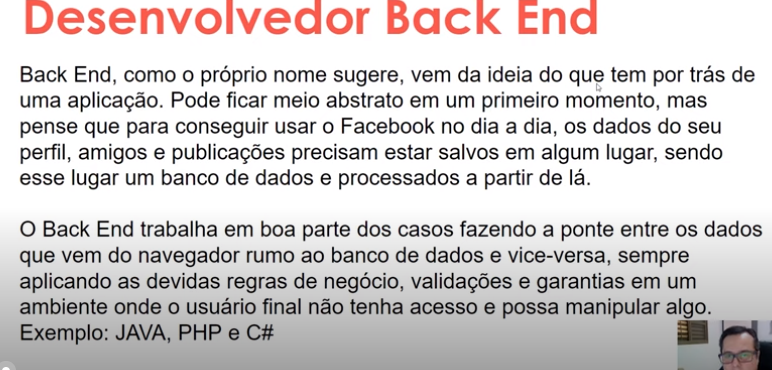 Desenvolvedor Back End
Back End, como o próprio nome sugere, vem da ideia do que tem por trás de
uma aplicação. Pode ficar meio abstrato em um primeiro momento, mas
pense que para conseguir usar o Facebook no dia a dia, os dados do seu
perfil, amigos e publicações precisam estar salvos em algum lugar, sendo
esse lugar um banco de dados e processados a partir de lá.
O Back End trabalha em boa parte dos casos fazendo a ponte entre os dados
que vem do navegador rumo ao banco de dados e vice-versa, sempre
aplicando as devidas regras de negócio, validações e garantias em um
ambiente onde o usuário final não tenha acesso e possa manipular algo.
Exemplo: JAVA, PHP e C#